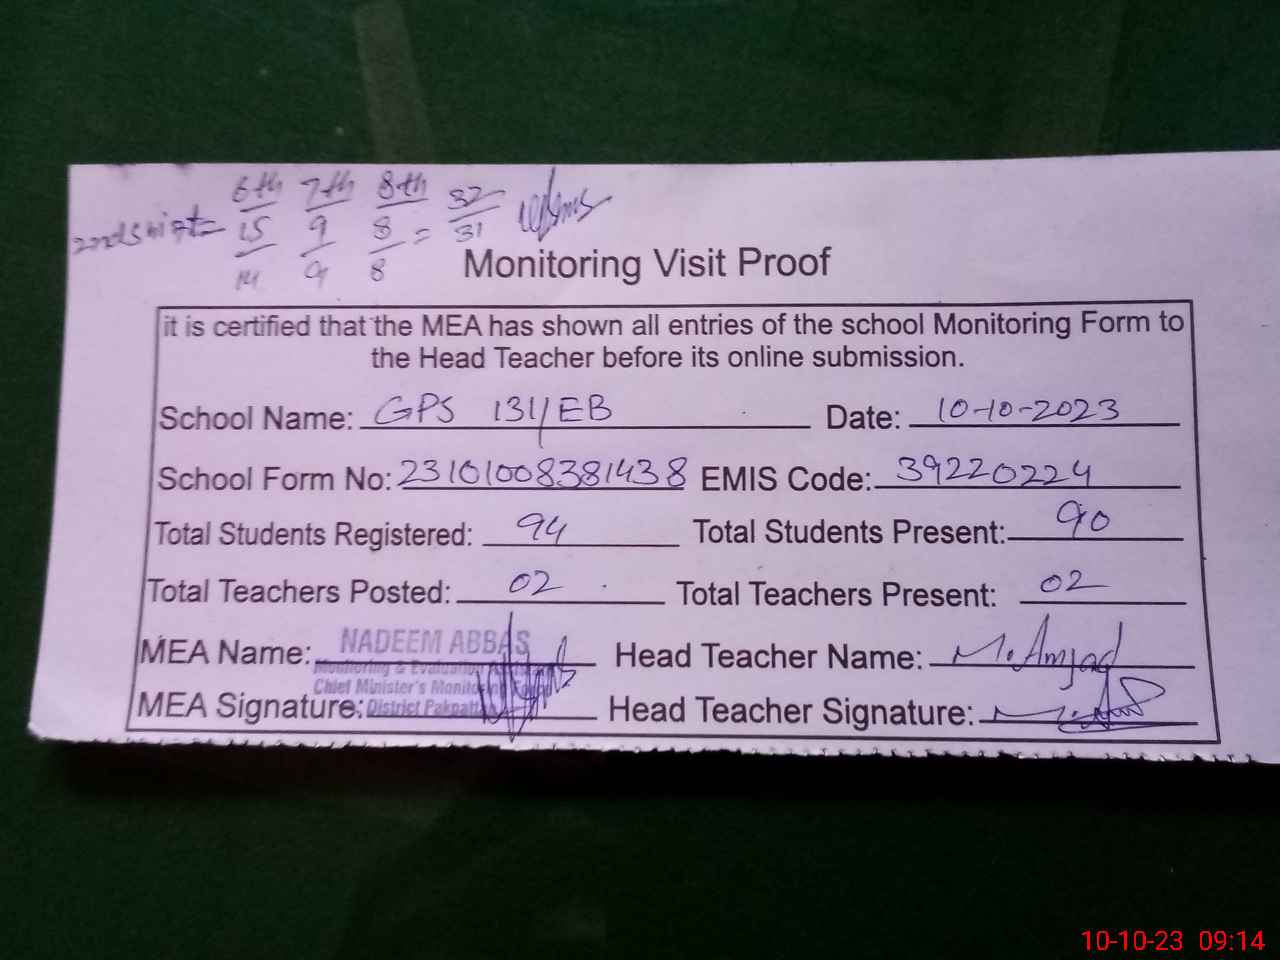 6th 7th 8th 32
2nd shift = 15 9 8 = 31
14 9 8
Monitoring Visit Proof
it is certified that the MEA has shown all entries of the school Monitoring Form to
the Head Teacher before its online submission.
School Name: GPS 131/EB Date: 10-10-2023
School Form No: 23101008381438 EMIS Code: 39220224
Total Students Registered: 94 Total Students Present: 90
Total Teachers Posted: 02 Total Teachers Present: 02
MEA Name: NADEEM ABBAS Head Teacher Name: M. Amjad
Monitoring & Evaluation Assistant
Chief Minister's Monitoring
MEA Signature: District Pakpattan Head Teacher Signature:
10-10-23 09:14